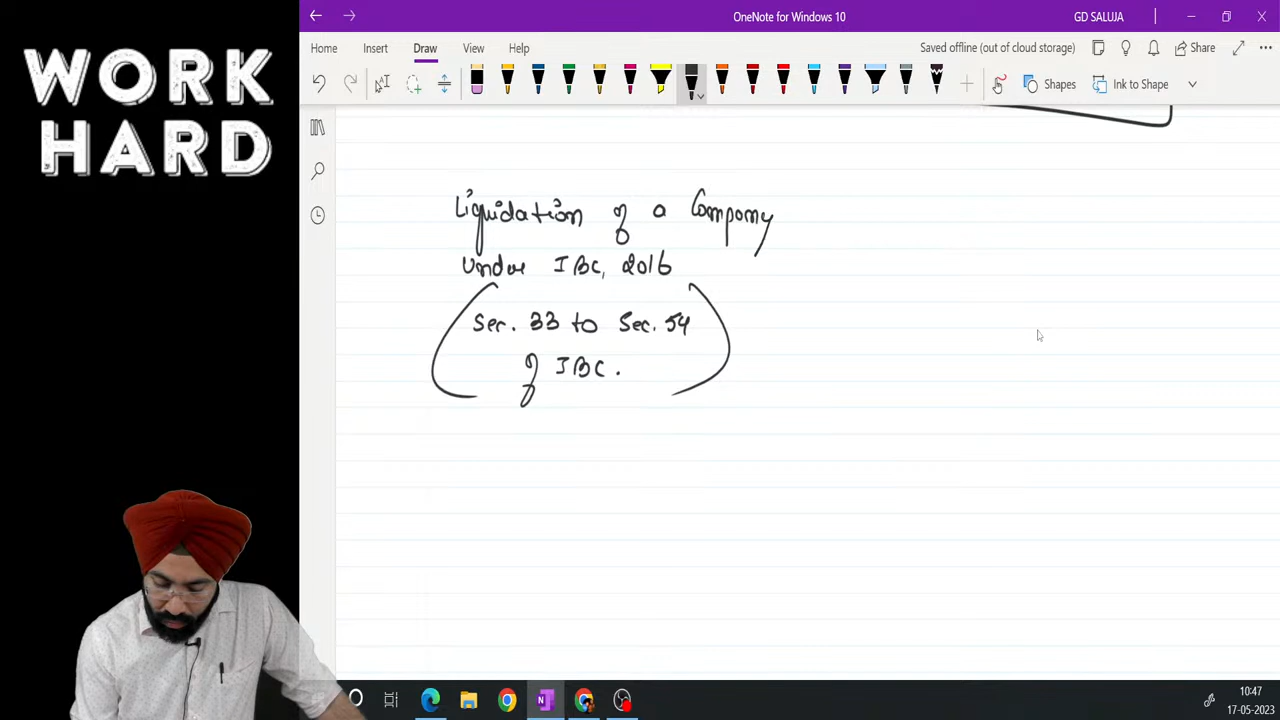 WORK
HARD
OneNote for Windows 10
GD SALUJA
Home Insert Draw View Help
Saved offline (out of cloud storage)
Share
Shapes
Ink to Shape
Liquidation of a Company
Under IBC, 2016
Sec. 33 to Sec. 54
of IBC.
10:47
17-05-2023